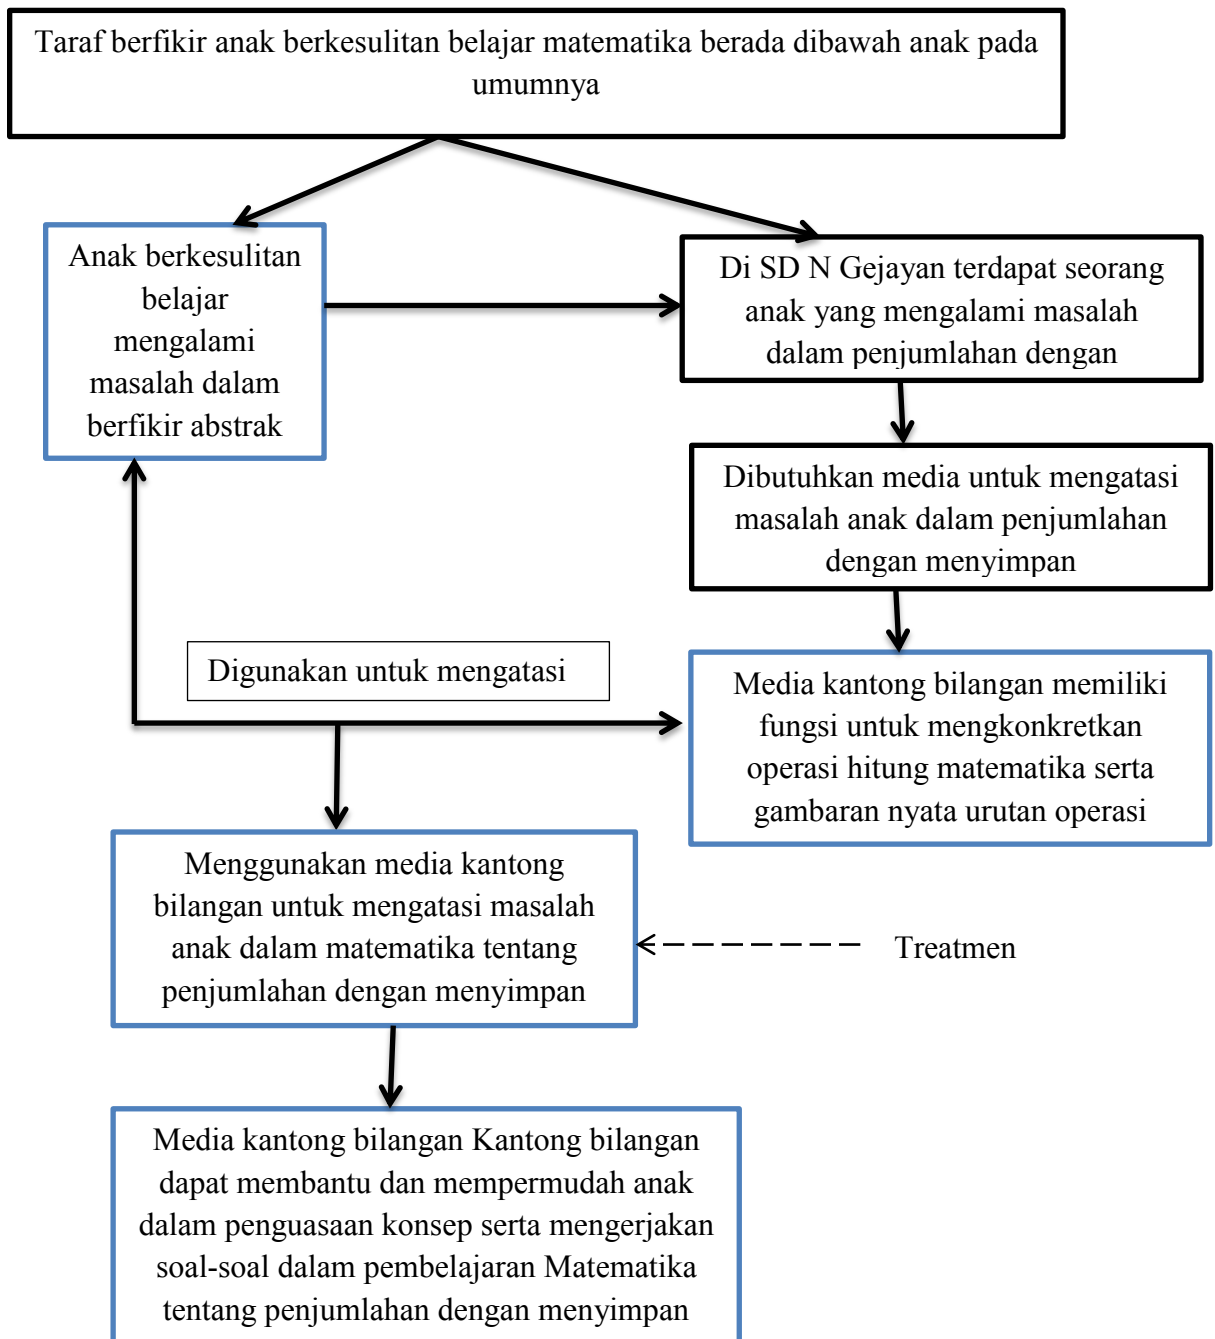 Taraf berfikir anak berkesulitan belajar matematika berada dibawah anak pada
umumnya
Anak berkesulitan
belajar
mengalami
masalah dalam
berfikir abstrak
Di SD N Gejayan terdapat seorang
anak yang mengalami masalah
dalam penjumlahan dengan
Dibutuhkan media untuk mengatasi
masalah anak dalam penjumlahan
dengan menyimpan
Digunakan untuk mengatasi
Media kantong bilangan memiliki
fungsi untuk mengkonkretkan
operasi hitung matematika serta
gambaran nyata urutan operasi
Menggunakan media kantong
bilangan untuk mengatasi masalah
anak dalam matematika tentang
penjumlahan dengan menyimpan
Treatmen
Media kantong bilangan Kantong bilangan
dapat membantu dan mempermudah anak
dalam penguasaan konsep serta mengerjakan
soal-soal dalam pembelajaran Matematika
tentang penjumlahan dengan menyimpan